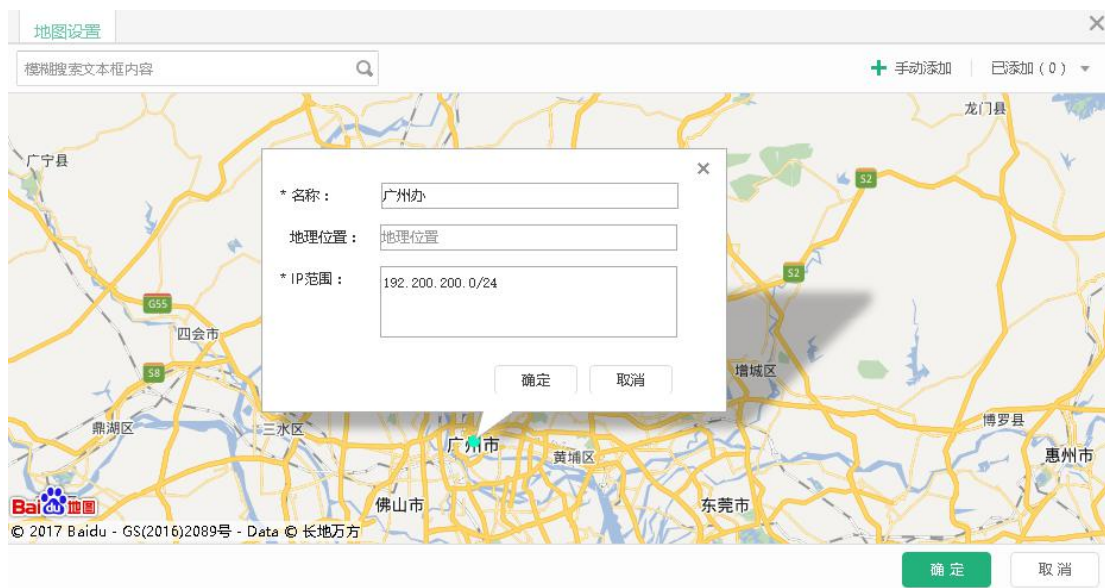 地图设置
模糊搜索文本框内容
手动添加
已添加(0)
龙门县
广宁县
S2
* 名称：
广州办
地理位置：
地理位置
* IP范围：
192.200.200.0/24
S2
G55
四会市
确定
取消
增城区
S8
鼎湖区
三水区
博罗县
广州市
黄埔区
惠州市
佛山市
东莞市
Bai du 地图
© 2017 Baidu - GS(2016)2089号 - Data © 长地万方
确定
取消